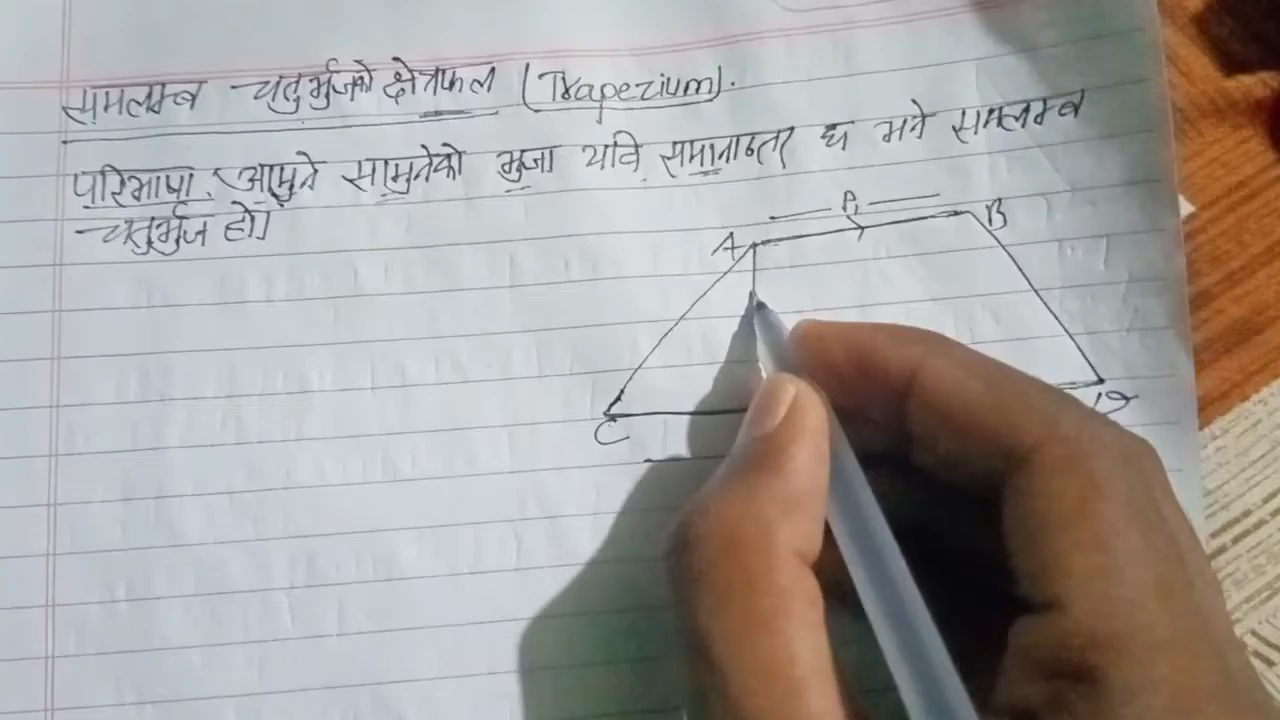 समलम्ब चतुर्भुजको क्षेत्रफल (Trapezium).
परिभाषा. आमुने सामुनेको भुजा यदि समानान्तर छ भने समलम्ब
चतुर्भुज हो।
A
B
C
D